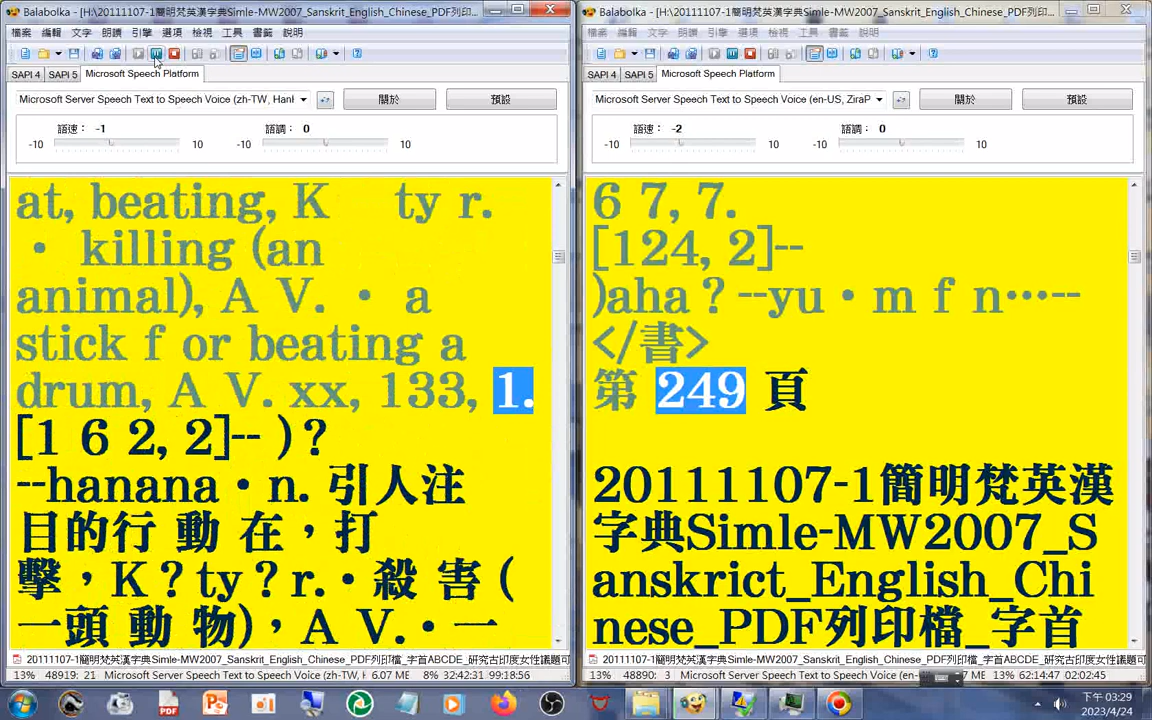 Balabolka - [H:\20111107-1簡明梵英漢字典Simle-MW2007_Sanskrit_English_Chinese_PDF列印...
檔案 編輯 文字 朗讀 引擎 選項 檢視 工具 書籤 說明
SAPI 4 SAPI 5 Microsoft Speech Platform
Microsoft Server Speech Text to Speech Voice (zh-TW, Hanl
關於 預設
語速： -1 語調： 0
-10 10 -10 10
at, beating, K ty r.
• killing (an
animal), A V. • a
stick f or beating a
drum, A V. xx, 133, 1.
[1 6 2, 2]-- )？
--hanana•n. 引人注
目的行 動 在，打
擊，K？ty？r.•殺 害 (
一頭 動 物)，A V.•一
20111107-1簡明梵英漢字典Simle-MW2007_Sanskrit_English_Chinese_PDF列印檔_字首ABCDE_研究古印度女性議題可
13% 48919: 21 Microsoft Server Speech Text to Speech Voice (zh-TW, H 6.07 ME 8% 32:42:31 99:18:56
Balabolka - [H:\20111107-1簡明梵英漢字典Simle-MW2007_Sanskrit_English_Chinese_PDF列印...
檔案 編輯 文字 朗讀 引擎 選項 檢視 工具 書籤 說明
SAPI 4 SAPI 5 Microsoft Speech Platform
Microsoft Server Speech Text to Speech Voice (en-US, ZiraP
關於 預設
語速： -2 語調： 0
-10 10 -10 10
6 7, 7.
[124, 2]--
)aha？--yu•m f n…--
</書>
第 249 頁
20111107-1簡明梵英漢
字典Simle-MW2007_S
anskrict_English_Chi
nese_PDF列印檔_字首
20111107-1簡明梵英漢字典Simle-MW2007_Sanskrit_English_Chinese_PDF列印檔_字首ABCDE_研究古印度女性議題可
13% 48890: 3 Microsoft Server Speech Text to Speech Voice (en-US, ME 13% 62:14:47 02:02:45
PDF
下午 03:29
2023/4/24